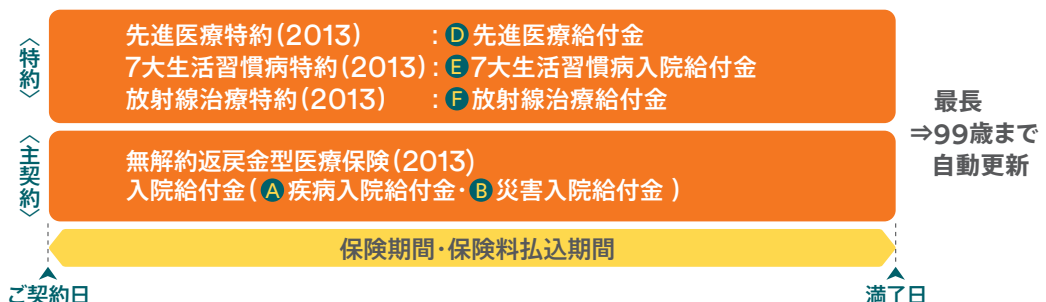 〈特約〉
先進医療特約(2013) : D 先進医療給付金
7大生活習慣病特約(2013) : E 7大生活習慣病入院給付金
放射線治療特約(2013) : F 放射線治療給付金
〈主契約〉
無解約返戻金型医療保険(2013)
入院給付金( A 疾病入院給付金・ B 災害入院給付金 )
最長
⇒99歳まで
自動更新
保険期間・保険料払込期間
ご契約日
満了日